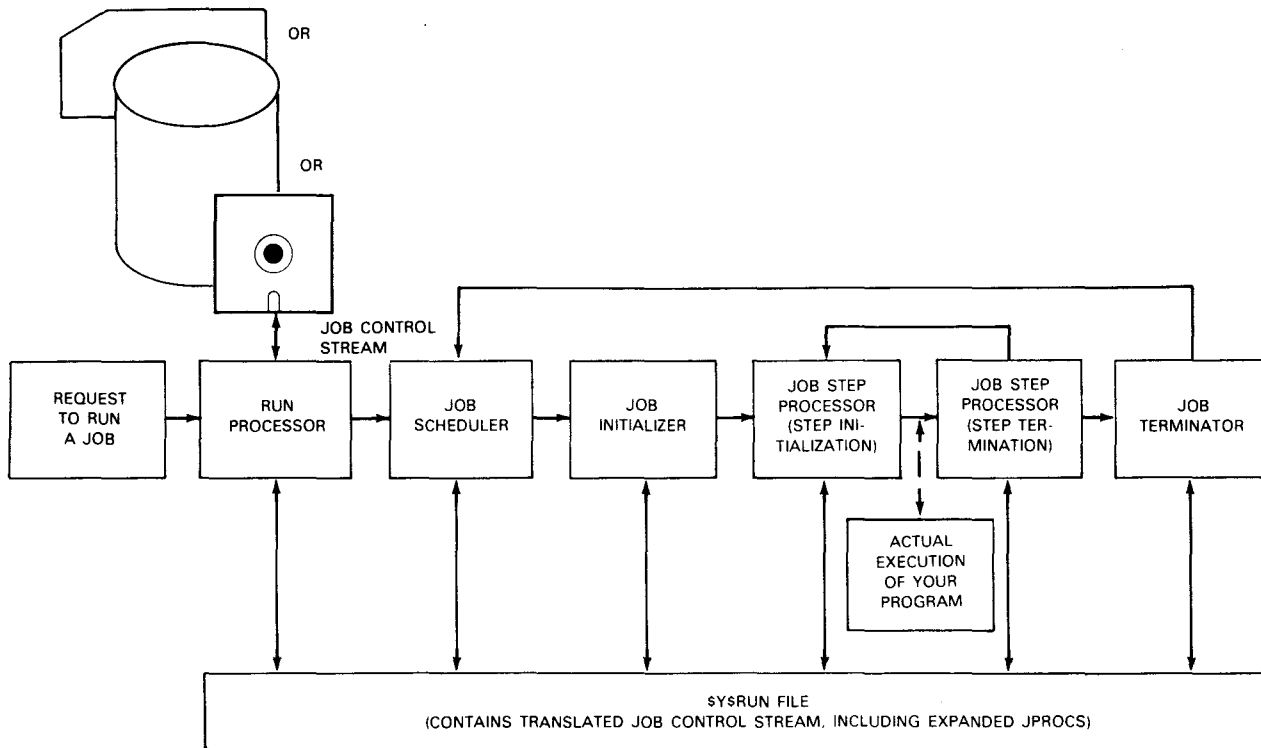 OR
OR
JOB CONTROL
STREAM
REQUEST
TO RUN
A JOB
RUN
PROCESSOR
JOB
SCHEDULER
JOB
INITIALIZER
JOB STEP
PROCESSOR
(STEP INI-
TIALIZATION)
JOB STEP
PROCESSOR
(STEP TER-
MINATION)
JOB
TERMINATOR
ACTUAL
EXECUTION
OF YOUR
PROGRAM
$Y$RUN FILE
(CONTAINS TRANSLATED JOB CONTROL STREAM, INCLUDING EXPANDED JPROCS)